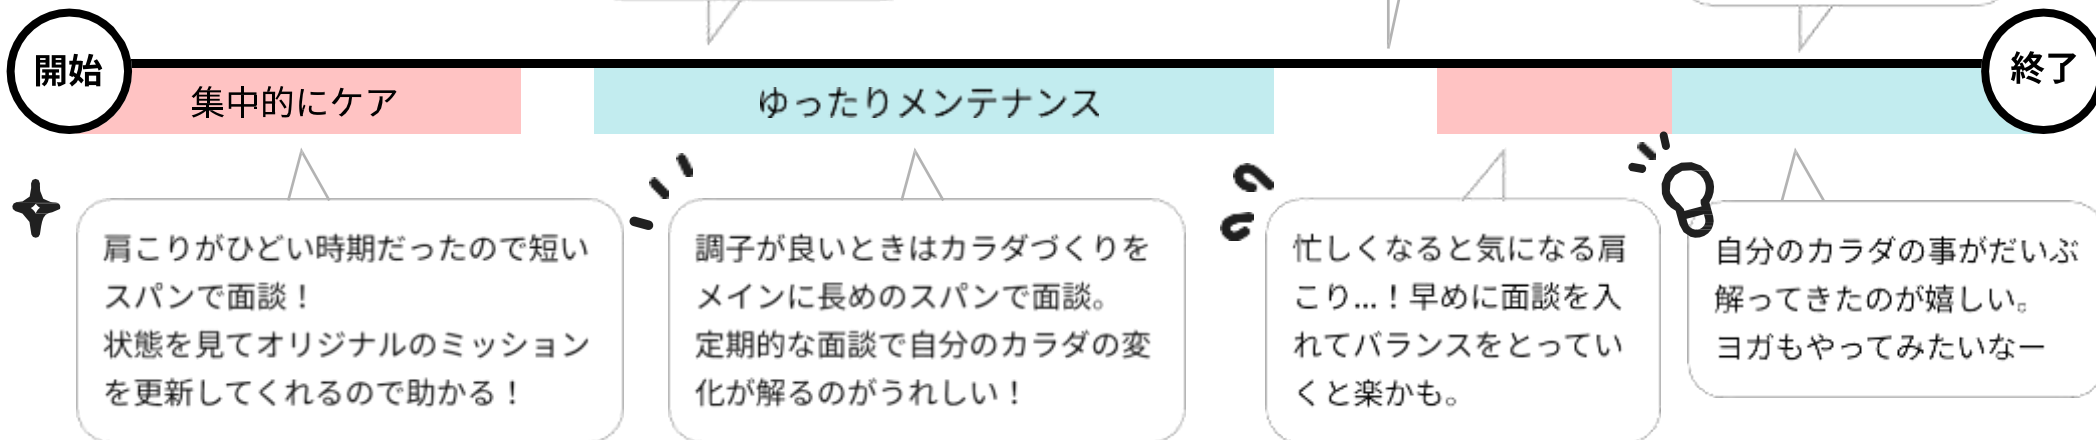 開始
終了
集中的にケア
ゆったりメンテナンス
肩こりがひどい時期だったので短い
スパンで面談！
状態を見てオリジナルのミッション
を更新してくれるので助かる！
調子が良いときはカラダづくりを
メインに長めのスパンで面談。
定期的な面談で自分のカラダの変
化が解るのがうれしい！
忙しくなると気になる肩
こり...！早めに面談を入
れてバランスをとってい
くと楽かも。
自分のカラダの事がだいぶ
解ってきたのが嬉しい。
ヨガもやってみたいなー